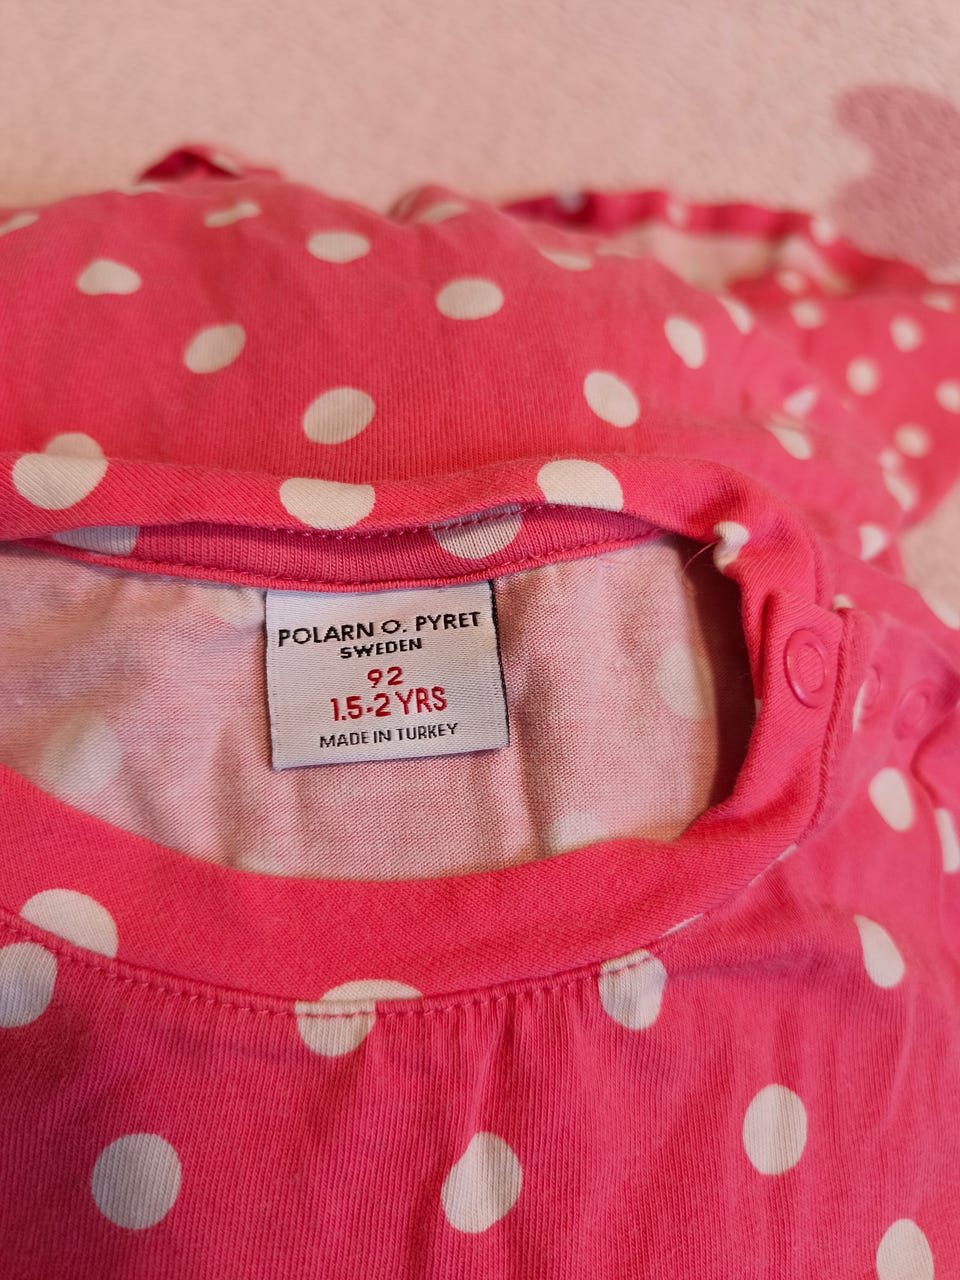 POLARN O. PYRET
SWEDEN
92
1.5-2 YRS
MADE IN TURKEY